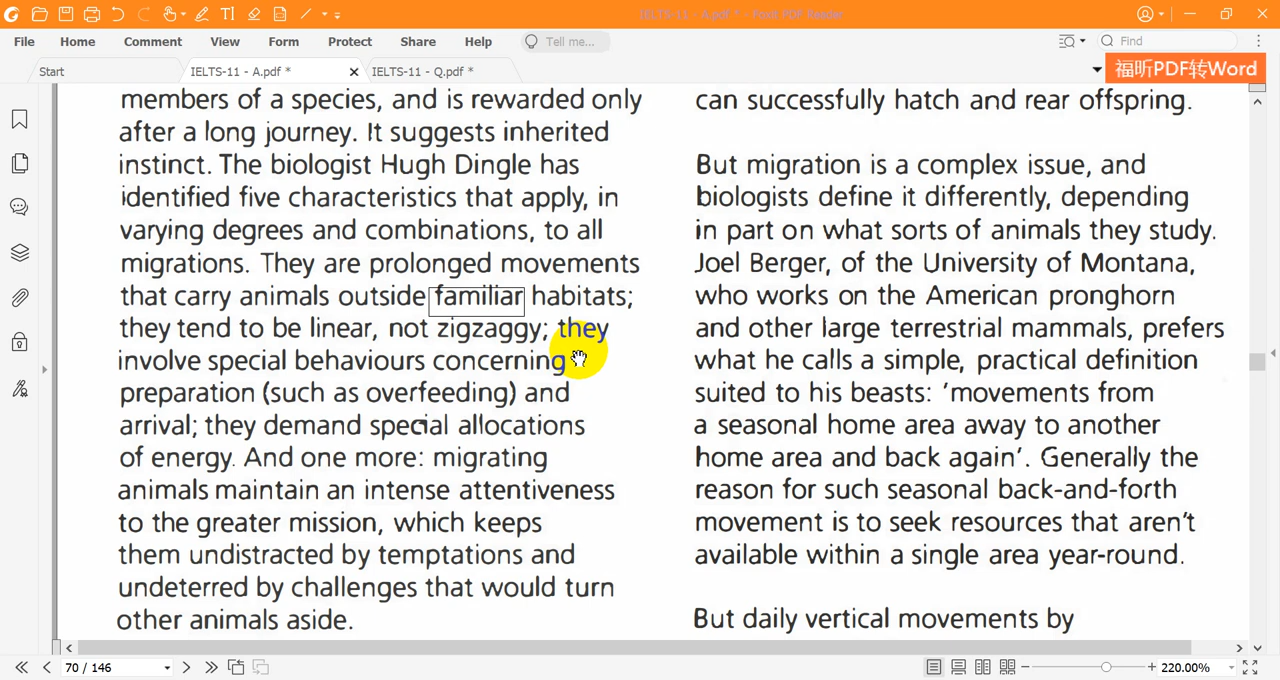 IELTS-11 - A.pdf * - Foxit PDF Reader
File Home Comment View Form Protect Share Help Tell me... Find
Start IELTS-11 - A.pdf * IELTS-11 - Q.pdf * 福昕PDF转Word
members of a species, and is rewarded only
after a long journey. It suggests inherited
instinct. The biologist Hugh Dingle has
identified five characteristics that apply, in
varying degrees and combinations, to all
migrations. They are prolonged movements
that carry animals outside familiar habitats;
they tend to be linear, not zigzaggy; they
involve special behaviours concerning
preparation (such as overfeeding) and
arrival; they demand special allocations
of energy. And one more: migrating
animals maintain an intense attentiveness
to the greater mission, which keeps
them undistracted by temptations and
undeterred by challenges that would turn
other animals aside.
can successfully hatch and rear offspring.
But migration is a complex issue, and
biologists define it differently, depending
in part on what sorts of animals they study.
Joel Berger, of the University of Montana,
who works on the American pronghorn
and other large terrestrial mammals, prefers
what he calls a simple, practical definition
suited to his beasts: ‘movements from
a seasonal home area away to another
home area and back again’. Generally the
reason for such seasonal back-and-forth
movement is to seek resources that aren’t
available within a single area year-round.
But daily vertical movements by
70 / 146 220.00%